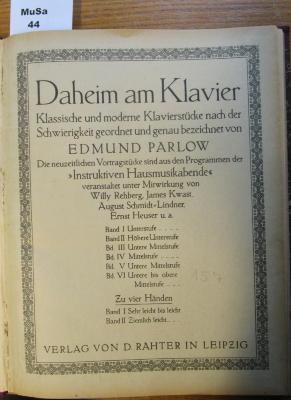 MuSa
44
Daheim am Klavier
Klassische und moderne Klavierstücke nach der
Schwierigkeit geordnet und genau bezeichnet von
EDMUND PARLOW
Die neuzeitlichen Vortragstücke sind aus den Programmen der
»Instruktiven Hausmusikabende«
veranstaltet unter Mitwirkung von
Willy Rehberg, James Kwast,
August Schmidt-Lindner,
Ernst Heuser u. a.
Band I Unterstufe . . . .
Band II Höhere Unterstufe
Bd. III Untere Mittelstufe
Bd. IV Mittelstufe . . . . .
Bd. V Untere Mittelstufe
Bd. VI Untere bis obere
Mittelstufe . . .
Zu vier Händen
Band I Sehr leicht bis leicht
Band II Ziemlich leicht . . .
VERLAG VON D. RAHTER IN LEIPZIG